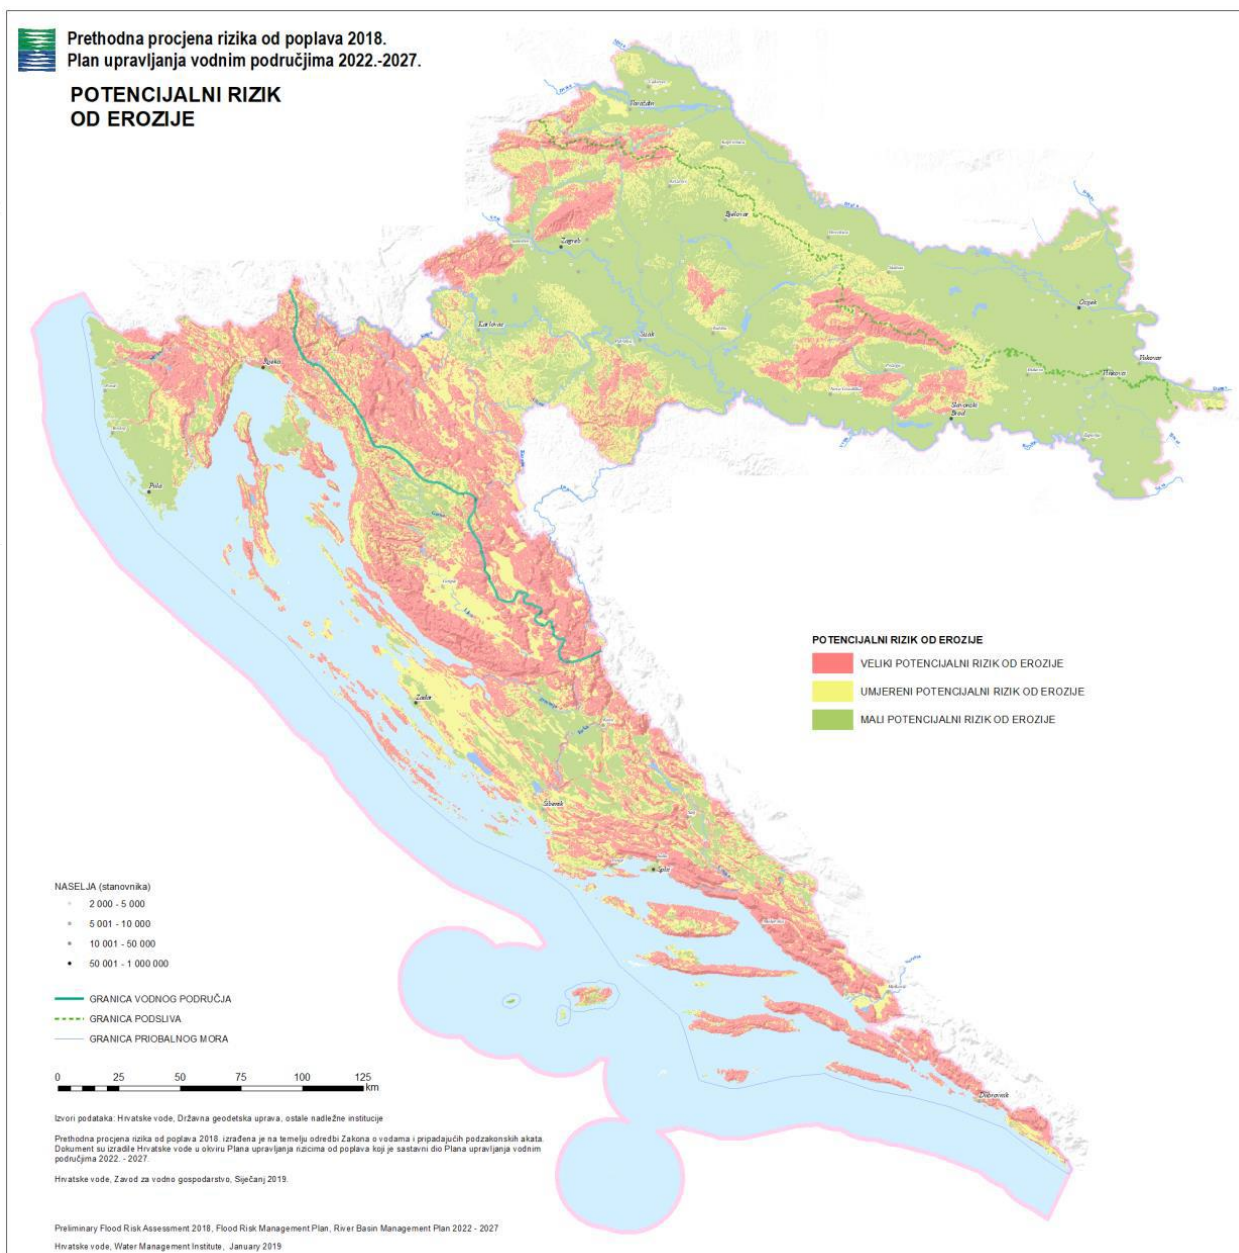 Prethodna procjena rizika od poplava 2018.
Plan upravljanja vodnim područjima 2022.-2027.
POTENCIJALNI RIZIK
OD EROZIJE
Varaždin
Bjelovar
Zagreb
Karlovac
Sisak
Osijek
Vukovar
Vinkovci
Slavonski
Brod
Rijeka
Pula
Zadar
Šibenik
Split
Dubrovnik
POTENCIJALNI RIZIK OD EROZIJE
VELIKI POTENCIJALNI RIZIK OD EROZIJE
UMJERENI POTENCIJALNI RIZIK OD EROZIJE
MALI POTENCIJALNI RIZIK OD EROZIJE
NASELJA (stanovnika)
2 000 - 5 000
5 001 - 10 000
10 001 - 50 000
50 001 - 1 000 000
GRANICA VODNOG PODRUČJA
GRANICA PODSLIVA
GRANICA PRIOBALNOG MORA
0 25 50 75 100 125
km
Izvori podataka: Hrvatske vode, Državna geodetska uprava, ostale nadležne institucije
Prethodna procjena rizika od poplava 2018. izrađena je na temelju odredbi Zakona o vodama i pripadajućih podzakonskih akata.
Dokument su izradile Hrvatske vode u okviru Plana upravljanja rizicima od poplava koji je sastavni dio Plana upravljanja vodnim
područjima 2022. - 2027.
Hrvatske vode, Zavod za vodno gospodarstvo, Siječanj 2019.
Preliminary Flood Risk Assessment 2018, Flood Risk Management Plan, River Basin Management Plan 2022 - 2027
Hrvatske vode, Water Management Institute, January 2019